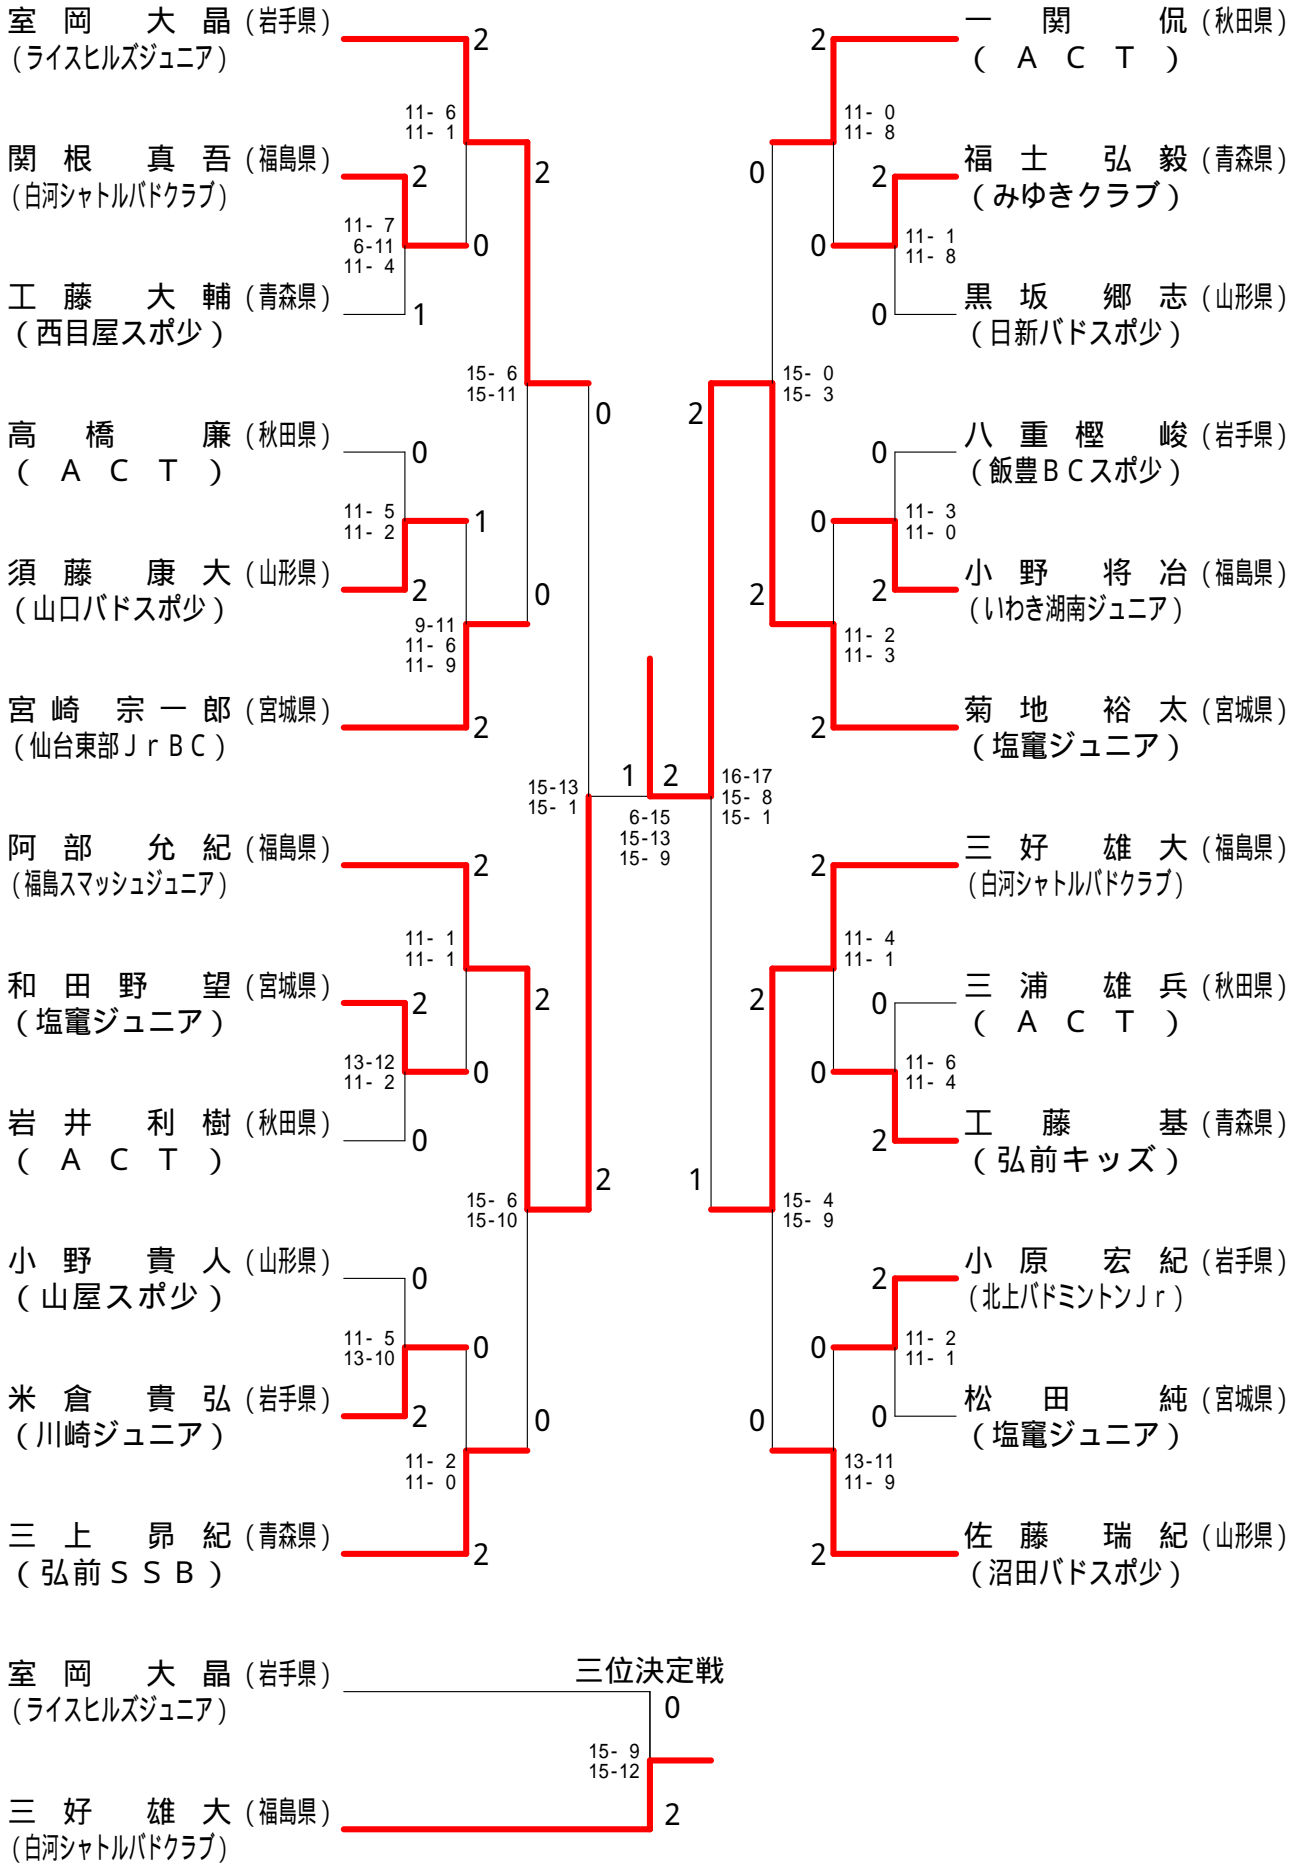 室岡 大晶 (岩手県)
(ライスヒルズジュニア)
2
11- 6
11- 1
関根 真吾 (福島県)
(白河シャトルバドクラブ)
2
2
11- 7
6-11
11- 4
0
工藤 大輔 (青森県)
(西目屋スポ少)
1
15- 6
15-11
0
高橋 廉 (秋田県)
(ACT)
0
11- 5
11- 2
1
須藤 康大 (山形県)
(山口バドスポ少)
2
0
9-11
11- 6
11- 9
宮崎 宗一郎 (宮城県)
(仙台東部JrBC)
2
15-13
15- 1
1
2
6-15
15-13
15- 9
阿部 允紀 (福島県)
(福島スマッシュジュニア)
2
11- 1
11- 1
和田野 望 (宮城県)
(塩竈ジュニア)
2
2
13-12
11- 2
0
岩井 利樹 (秋田県)
(ACT)
0
15- 6
15-10
2
小野 貴人 (山形県)
(山屋スポ少)
0
11- 5
13-10
0
米倉 貴弘 (岩手県)
(川崎ジュニア)
2
0
11- 2
11- 0
三上 昴紀 (青森県)
(弘前SSB)
2
一関 侃 (秋田県)
(ACT)
2
11- 0
11- 8
0
福士 弘毅 (青森県)
(みゆきクラブ)
2
11- 1
11- 8
0
黒坂 郷志 (山形県)
(日新バドスポ少)
0
15- 0
15- 3
2
八重樫 峻 (岩手県)
(飯豊BCスポ少)
0
11- 3
11- 0
0
小野 将冶 (福島県)
(いわき湖南ジュニア)
2
2
11- 2
11- 3
菊地 裕太 (宮城県)
(塩竈ジュニア)
2
16-17
15- 8
15- 1
三好 雄大 (福島県)
(白河シャトルバドクラブ)
2
11- 4
11- 1
2
三浦 雄兵 (秋田県)
(ACT)
0
11- 6
11- 4
0
工藤 基 (青森県)
(弘前キッズ)
2
1
15- 4
15- 9
小原 宏紀 (岩手県)
(北上バドミントンJr)
2
11- 2
11- 1
0
松田 純 (宮城県)
(塩竈ジュニア)
0
0
13-11
11- 9
佐藤 瑞紀 (山形県)
(沼田バドスポ少)
2
三位決定戦
室岡 大晶 (岩手県)
(ライスヒルズジュニア)
0
15- 9
15-12
三好 雄大 (福島県)
(白河シャトルバドクラブ)
2